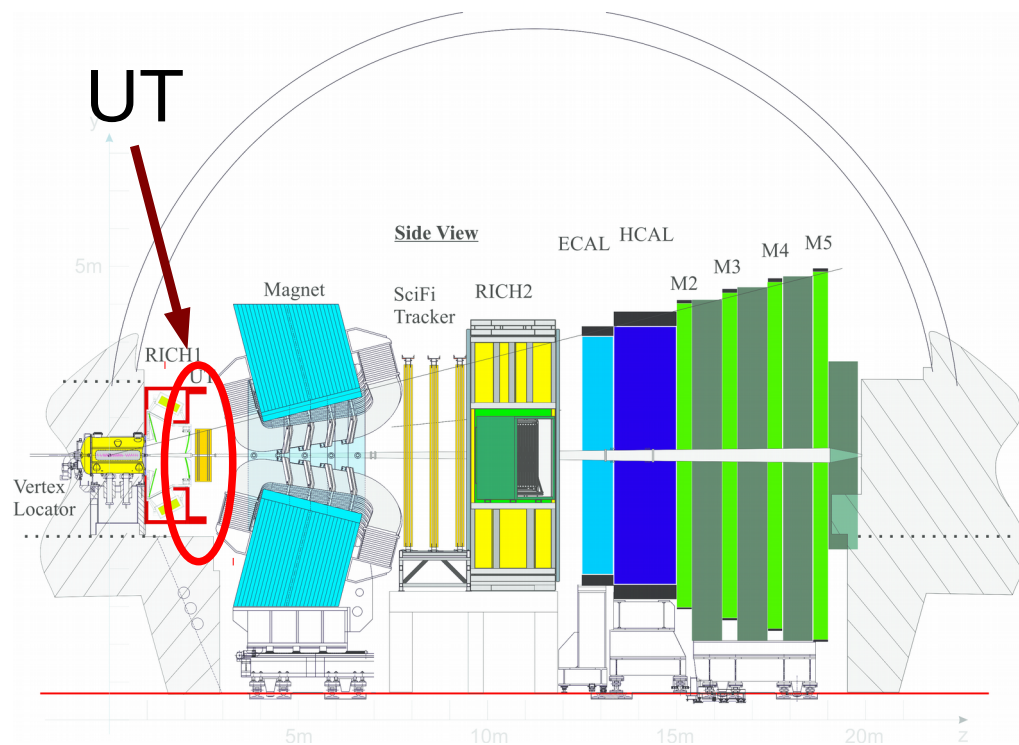 UT
y
5m
Side View
ECAL
HCAL
M2
M3
M4
M5
Magnet
SciFi
Tracker
RICH2
RICH1
UT
Vertex
Locator
5m
10m
15m
20m
z